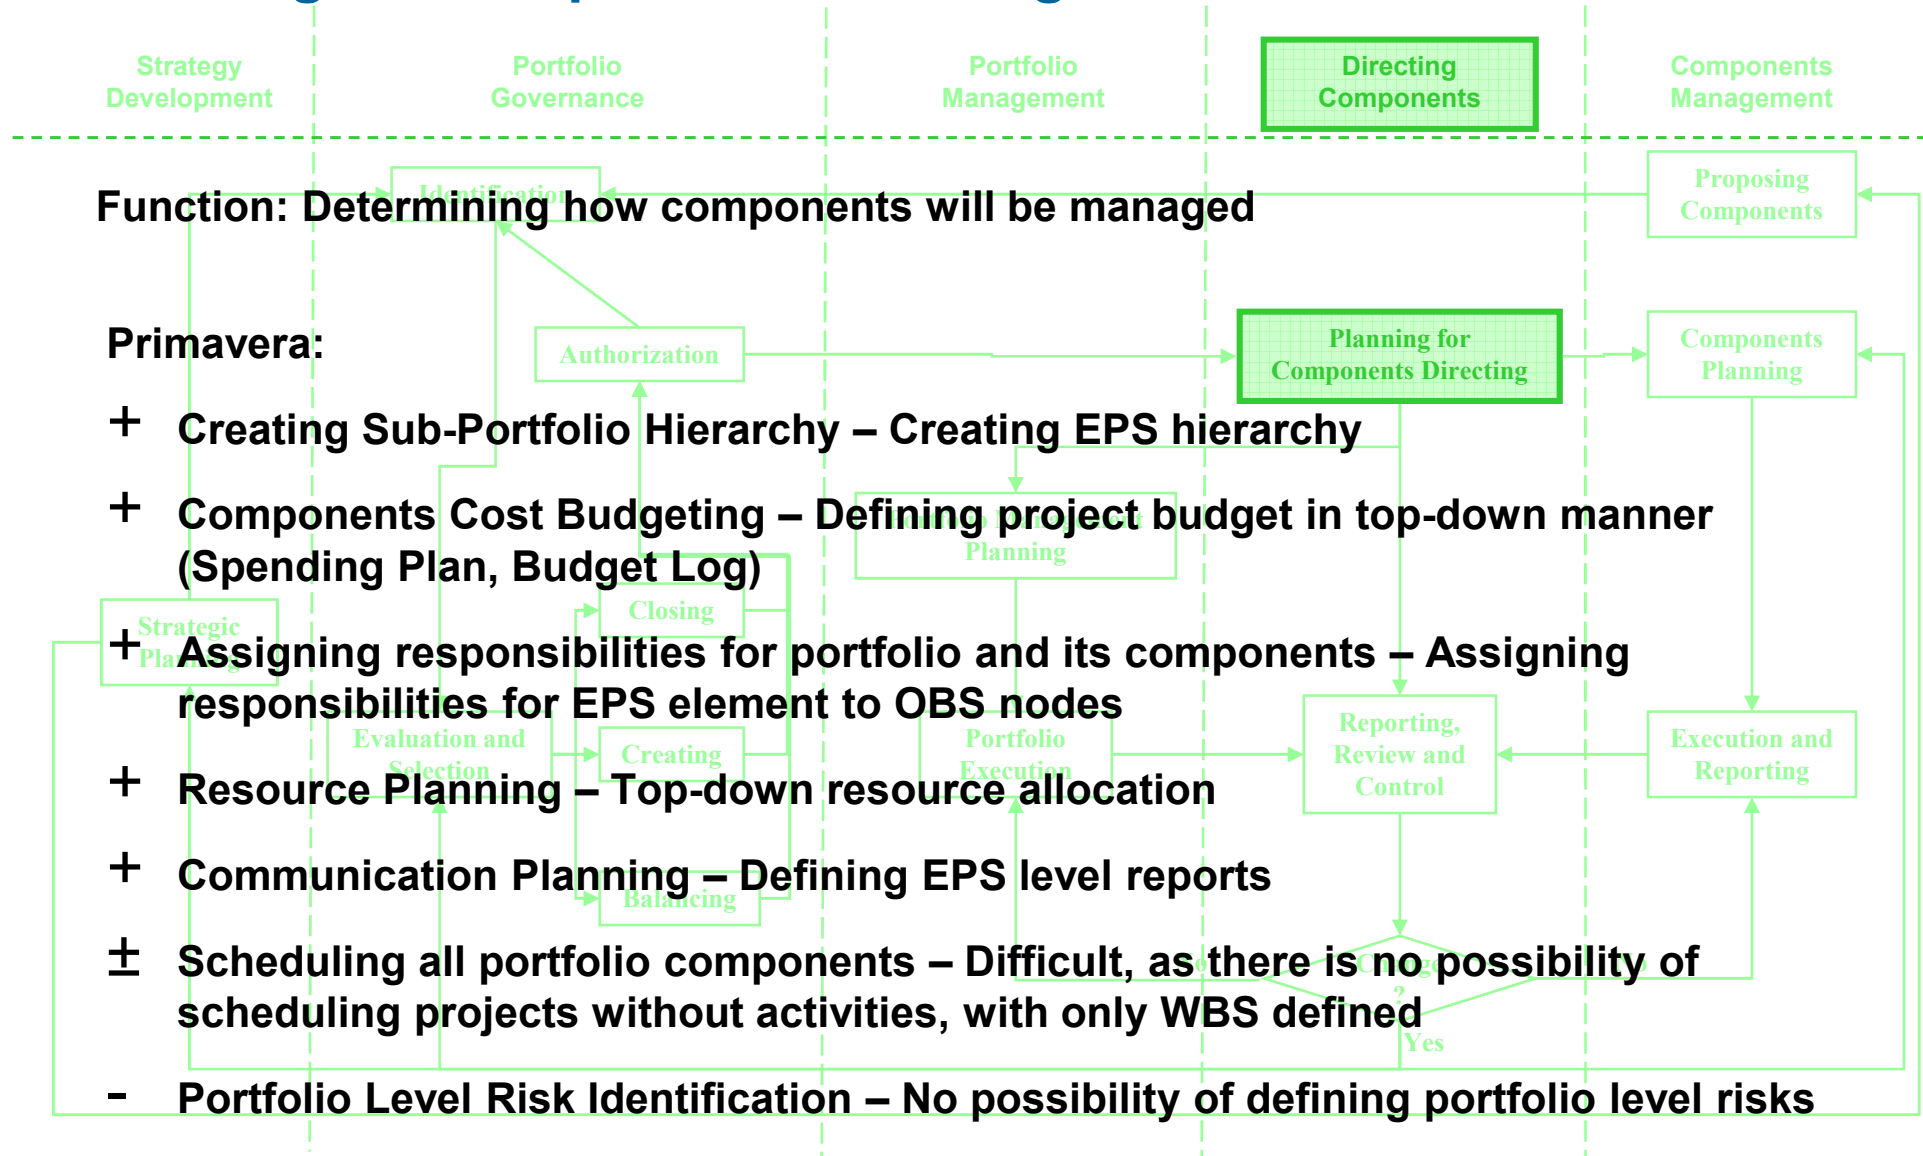 Strategy
Development
Portfolio
Governance
Portfolio
Management
Directing
Components
Components
Management
Identification
Proposing
Components
Function: Determining how components will be managed
Primavera:
Authorization
Planning for
Components Directing
Components
Planning
+ Creating Sub-Portfolio Hierarchy – Creating EPS hierarchy
+ Components Cost Budgeting – Defining project budget in top-down manner
(Spending Plan, Budget Log)
Portfolio Management
Planning
Closing
Strategic
Planning
+ Assigning responsibilities for portfolio and its components – Assigning
responsibilities for EPS element to OBS nodes
Evaluation and
Selection
Creating
Portfolio
Execution
Reporting,
Review and
Control
Execution and
Reporting
+ Resource Planning – Top-down resource allocation
+ Communication Planning – Defining EPS level reports
Balancing
± Scheduling all portfolio components – Difficult, as there is no possibility of
scheduling projects without activities, with only WBS defined
Change
?
Yes
- Portfolio Level Risk Identification – No possibility of defining portfolio level risks